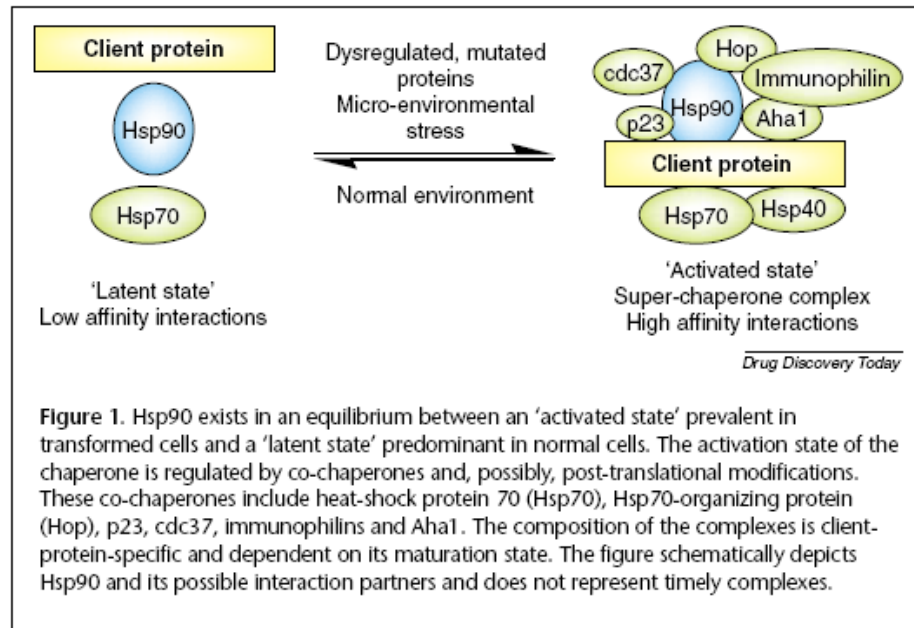 Client protein
Hsp90
Hsp70
'Latent state'
Low affinity interactions
Dysregulated, mutated
proteins
Micro-environmental
stress
Normal environment
cdc37
Hop
Immunophilin
Hsp90
p23
Aha1
Client protein
Hsp70
Hsp40
'Activated state'
Super-chaperone complex
High affinity interactions
Drug Discovery Today
Figure 1. Hsp90 exists in an equilibrium between an 'activated state' prevalent in
transformed cells and a 'latent state' predominant in normal cells. The activation state of the
chaperone is regulated by co-chaperones and, possibly, post-translational modifications.
These co-chaperones include heat-shock protein 70 (Hsp70), Hsp70-organizing protein
(Hop), p23, cdc37, immunophilins and Aha1. The composition of the complexes is client-
protein-specific and dependent on its maturation state. The figure schematically depicts
Hsp90 and its possible interaction partners and does not represent timely complexes.